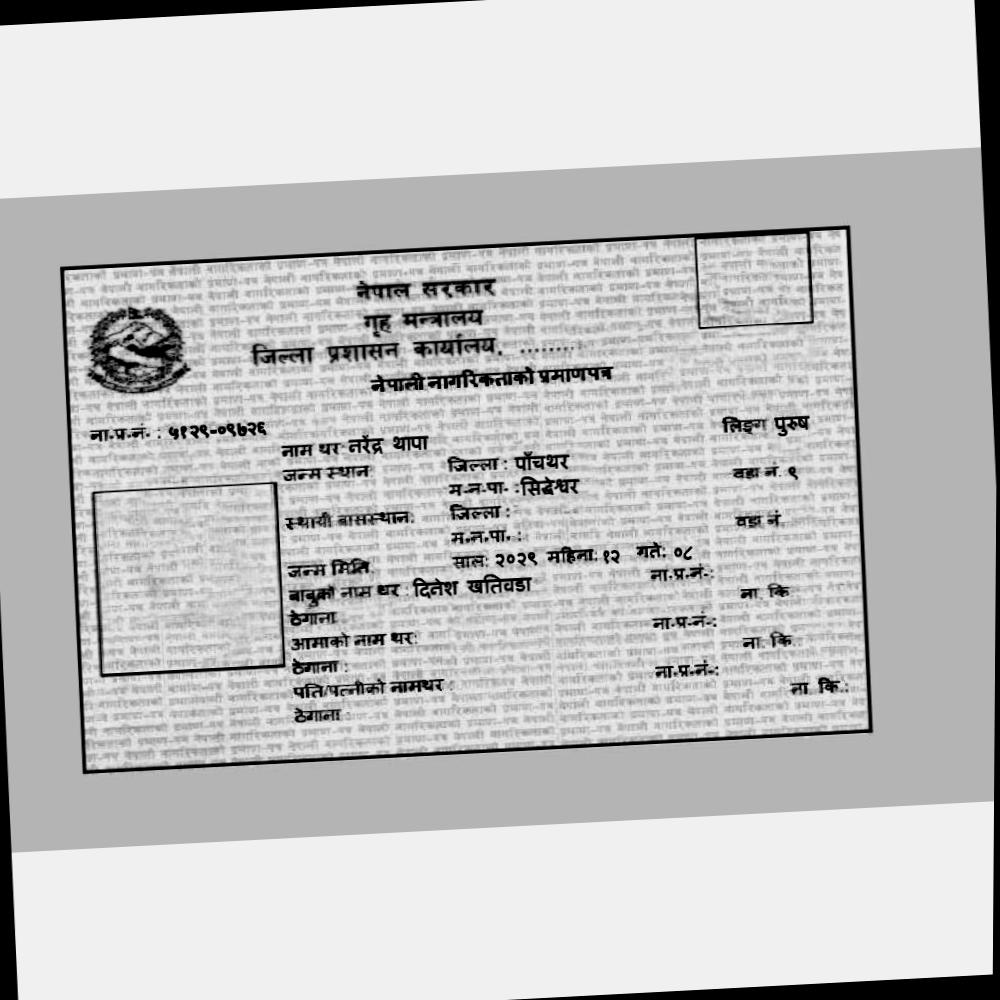 नेपाल सरकार
गृह मन्त्रालय
जिल्ला प्रशासन कार्यालय, ........
नेपाली नागरिकताको प्रमाणपत्र
ना.प्र.नं. : ५१२९-०९७२६
लिङ्ग पुरुष
नाम थर नरेंद्र थापा
जन्म स्थान जिल्ला : पाँचथर
वडा नं. ९
म.न.पा. : सिद्धेश्वर
स्थायी बासस्थान: जिल्ला :
वडा नं.
म.न.पा. :
जन्म मिति साल: २०२९ महिना: १२ गते: ०८
बाबुको नाम थर : दिनेश खतिवडा ना.प्र.नं.:
ठेगाना ना. कि
आमाको नाम थर: ना.प्र.नं.:
ठेगाना : ना. कि.:
पति/पत्नीको नामथर : ना.प्र.नं.:
ठेगाना : ना कि.: